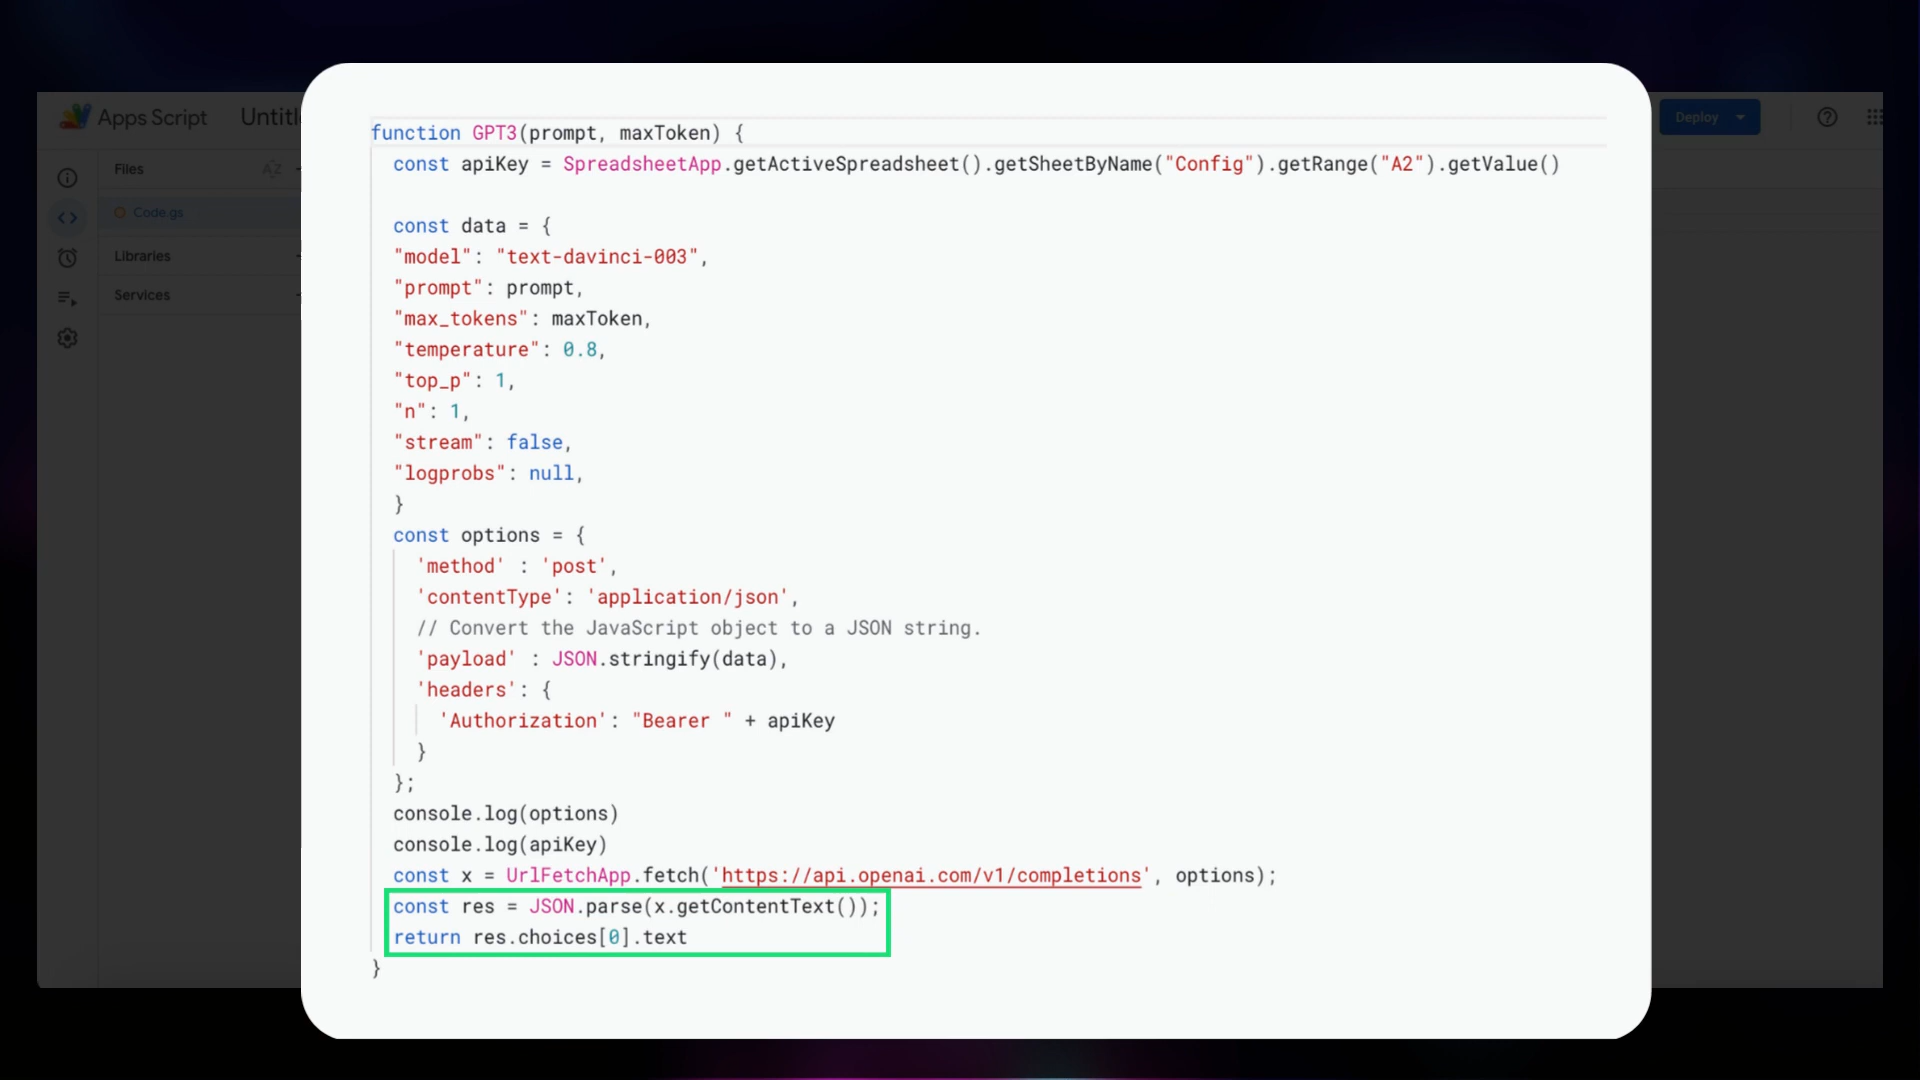 Apps Script
Untitl
Deploy
Files
AZ
Code.gs
Libraries
Services
function GPT3(prompt, maxToken) {
const apiKey = SpreadsheetApp.getActiveSpreadsheet().getSheetByName("Config").getRange("A2").getValue()
const data = {
"model": "text-davinci-003",
"prompt": prompt,
"max_tokens": maxToken,
"temperature": 0.8,
"top_p": 1,
"n": 1,
"stream": false,
"logprobs": null,
}
const options = {
'method' : 'post',
'contentType': 'application/json',
// Convert the JavaScript object to a JSON string.
'payload' : JSON.stringify(data),
'headers': {
'Authorization': "Bearer " + apiKey
}
};
console.log(options)
console.log(apiKey)
const x = UrlFetchApp.fetch('https://api.openai.com/v1/completions', options);
const res = JSON.parse(x.getContentText());
return res.choices[0].text
}